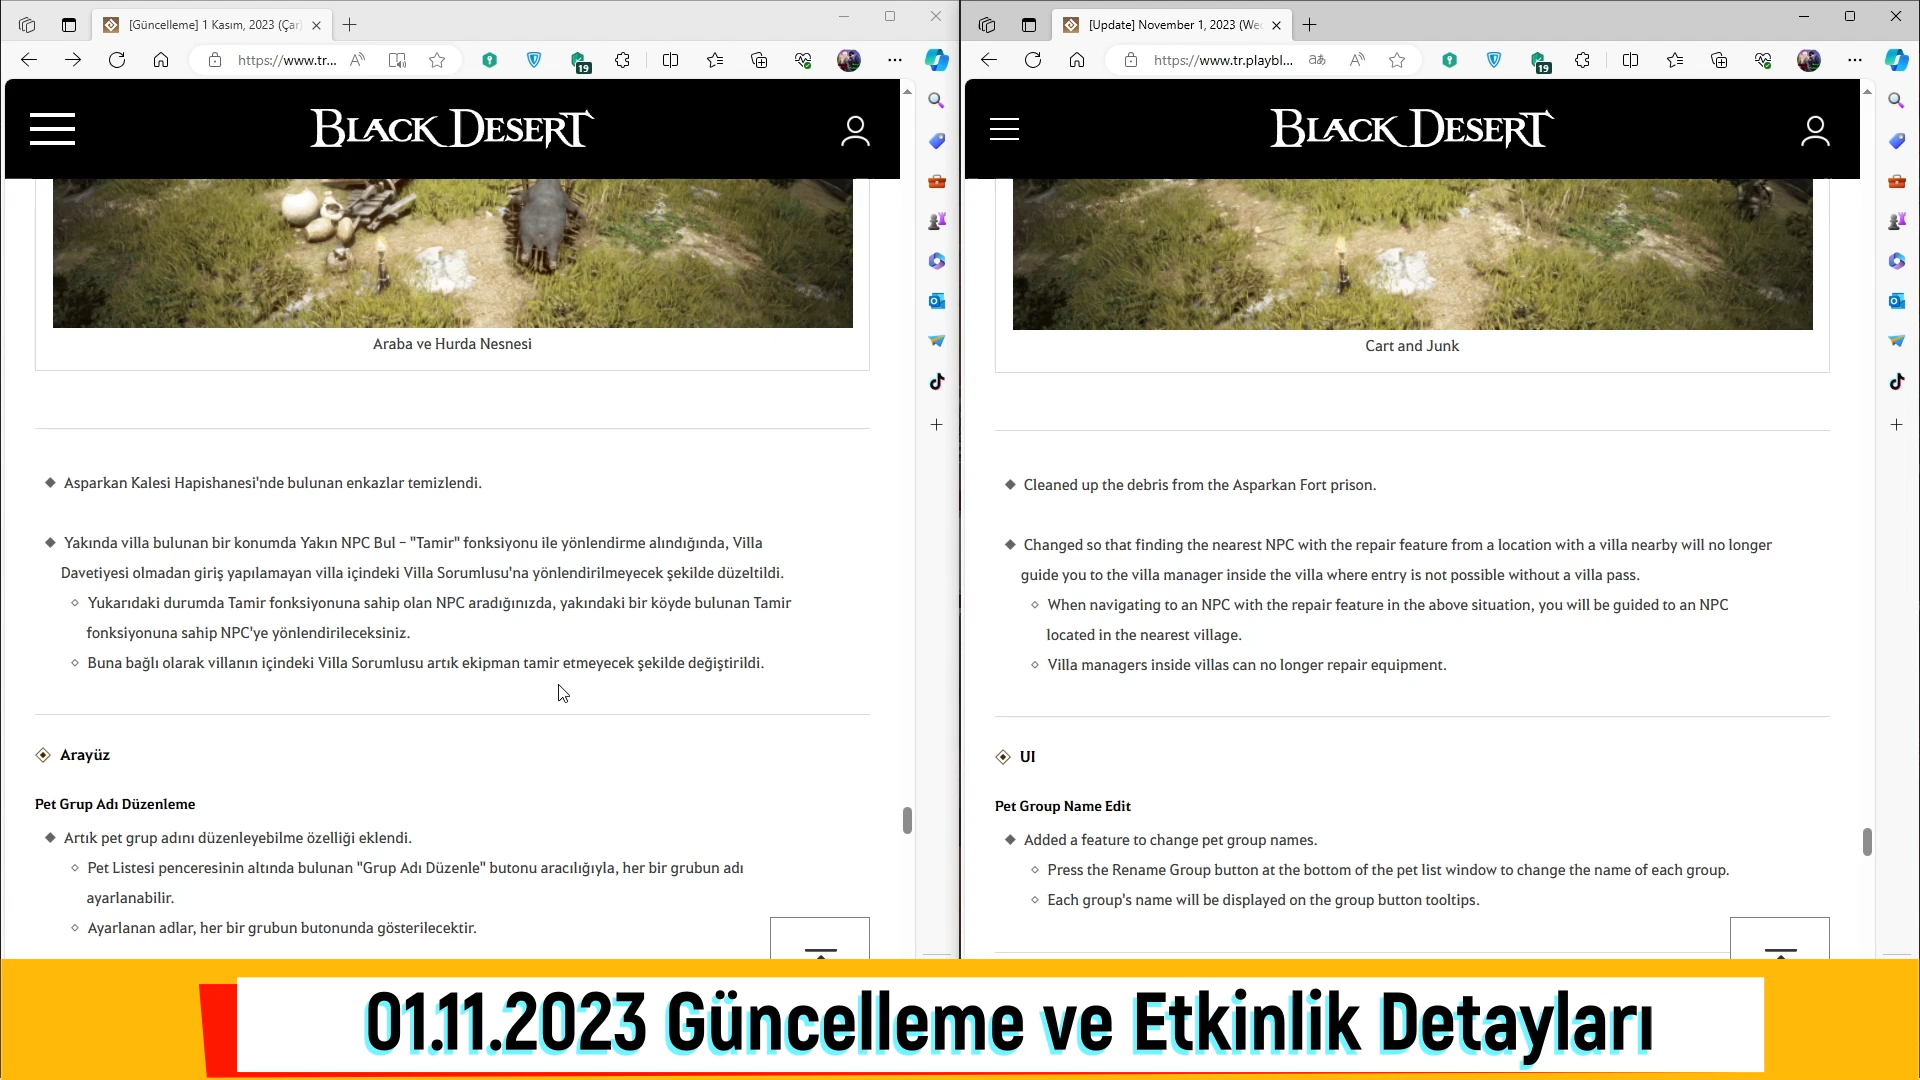 [Güncelleme] 1 Kasım, 2023 (Çar
https://www.tr...
19
BLACK DESERT
Araba ve Hurda Nesnesi
Asparkan Kalesi Hapishanesi'nde bulunan enkazlar temizlendi.
Yakında villa bulunan bir konumda Yakın NPC Bul – "Tamir" fonksiyonu ile yönlendirme alındığında, Villa
Davetiyesi olmadan giriş yapılamayan villa içindeki Villa Sorumlusu'na yönlendirilmeyecek şekilde düzeltildi.
Yukarıdaki durumda Tamir fonksiyonuna sahip olan NPC aradığınızda, yakındaki bir köyde bulunan Tamir
fonksiyonuna sahip NPC'ye yönlendirileceksiniz.
Buna bağlı olarak villanın içindeki Villa Sorumlusu artık ekipman tamir etmeyecek şekilde değiştirildi.
Arayüz
Pet Grup Adı Düzenleme
Artık pet grup adını düzenleyebilme özelliği eklendi.
Pet Listesi penceresinin altında bulunan "Grup Adı Düzenle" butonu aracılığıyla, her bir grubun adı
ayarlanabilir.
Ayarlanan adlar, her bir grubun butonunda gösterilecektir.
[Update] November 1, 2023 (Wed
https://www.tr.playbl...
19
BLACK DESERT
Cart and Junk
Cleaned up the debris from the Asparkan Fort prison.
Changed so that finding the nearest NPC with the repair feature from a location with a villa nearby will no longer
guide you to the villa manager inside the villa where entry is not possible without a villa pass.
When navigating to an NPC with the repair feature in the above situation, you will be guided to an NPC
located in the nearest village.
Villa managers inside villas can no longer repair equipment.
UI
Pet Group Name Edit
Added a feature to change pet group names.
Press the Rename Group button at the bottom of the pet list window to change the name of each group.
Each group's name will be displayed on the group button tooltips.
01.11.2023 Güncelleme ve Etkinlik Detayları